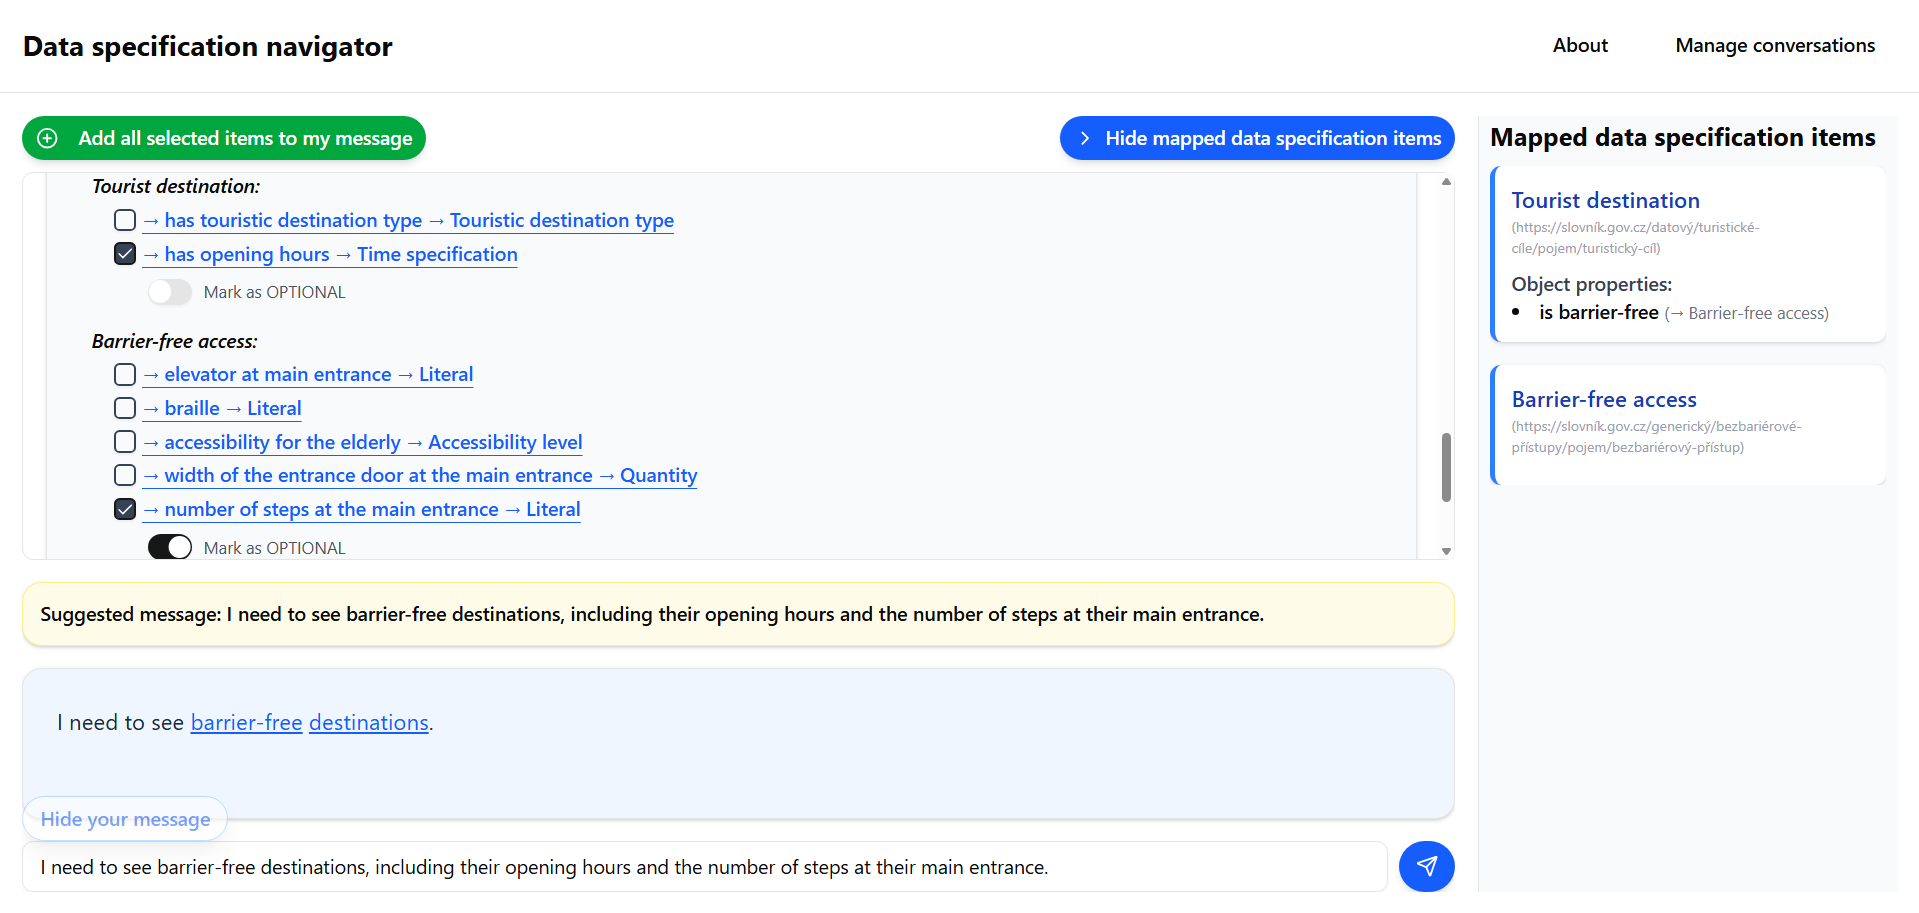 Data specification navigator
About
Manage conversations
Add all selected items to my message
Hide mapped data specification items
Tourist destination:
→ has touristic destination type → Touristic destination type
→ has opening hours → Time specification
Mark as OPTIONAL
Barrier-free access:
→ elevator at main entrance → Literal
→ braille → Literal
→ accessibility for the elderly → Accessibility level
→ width of the entrance door at the main entrance → Quantity
→ number of steps at the main entrance → Literal
Mark as OPTIONAL
Suggested message: I need to see barrier-free destinations, including their opening hours and the number of steps at their main entrance.
I need to see barrier-free destinations.
Hide your message
I need to see barrier-free destinations, including their opening hours and the number of steps at their main entrance.
Mapped data specification items
Tourist destination
(https://slovník.gov.cz/datový/turistické-
cíle/pojem/turistický-cíl)
Object properties:
• is barrier-free (→ Barrier-free access)
Barrier-free access
(https://slovník.gov.cz/generický/bezbariérové-
přístupy/pojem/bezbariérový-přístup)